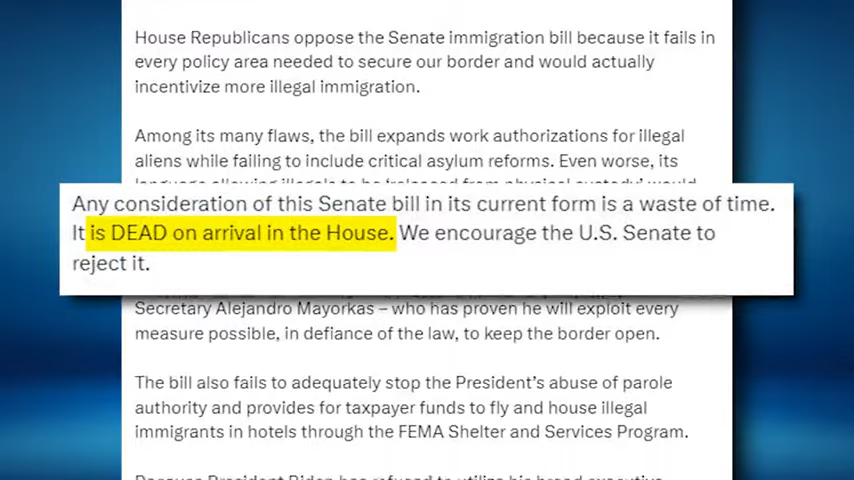 House Republicans oppose the Senate immigration bill because it fails in
every policy area needed to secure our border and would actually
incentivize more illegal immigration.
Among its many flaws, the bill expands work authorizations for illegal
aliens while failing to include critical asylum reforms. Even worse, its
Any consideration of this Senate bill in its current form is a waste of time.
It is DEAD on arrival in the House. We encourage the U.S. Senate to
reject it.
Secretary Alejandro Mayorkas – who has proven he will exploit every
measure possible, in defiance of the law, to keep the border open.
The bill also fails to adequately stop the President's abuse of parole
authority and provides for taxpayer funds to fly and house illegal
immigrants in hotels through the FEMA Shelter and Services Program.